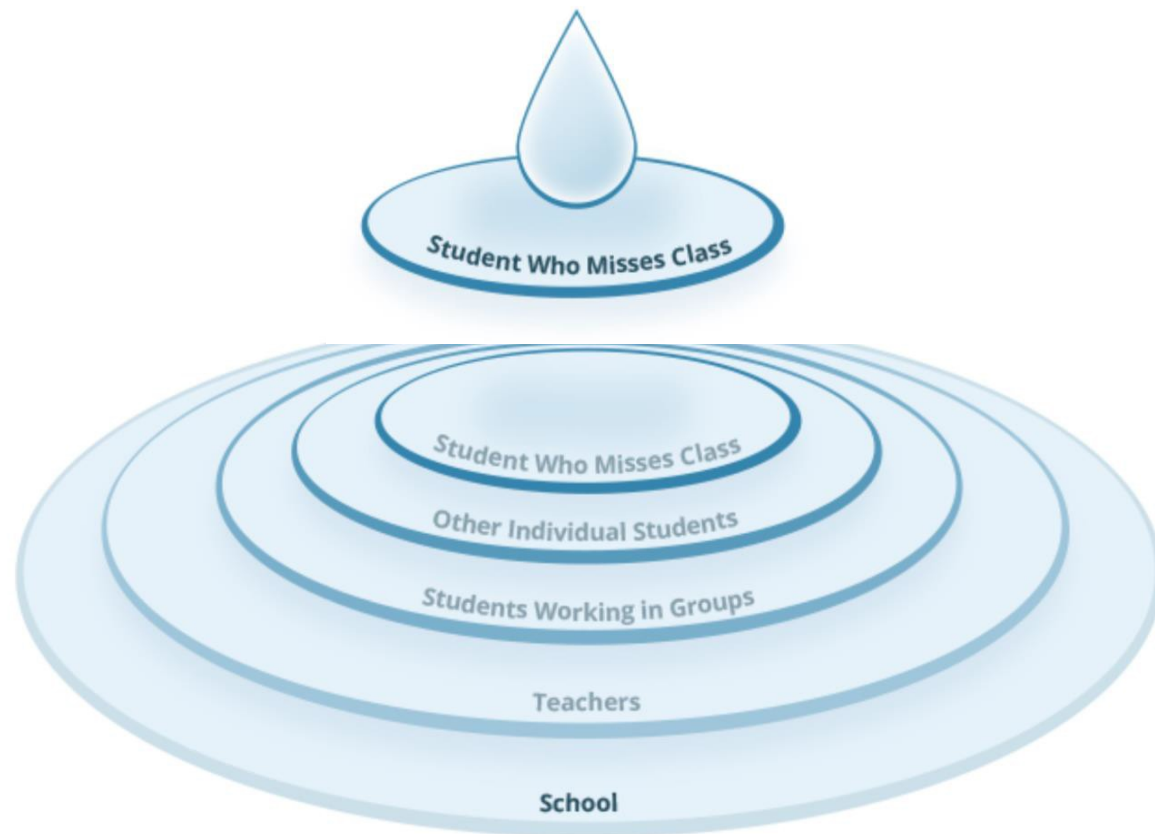 Student Who Misses Class
Student Who Misses Class
Other Individual Students
Students Working in Groups
Teachers
School